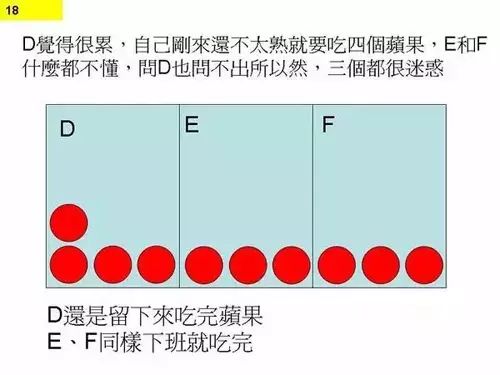 18
D覺得很累，自己剛來還不太熟就要吃四個蘋果，E和F
什麼都不懂，問D也問不出所以然，三個都很迷惑
D
E
F
D還是留下來吃完蘋果
E、F同樣下班就吃完